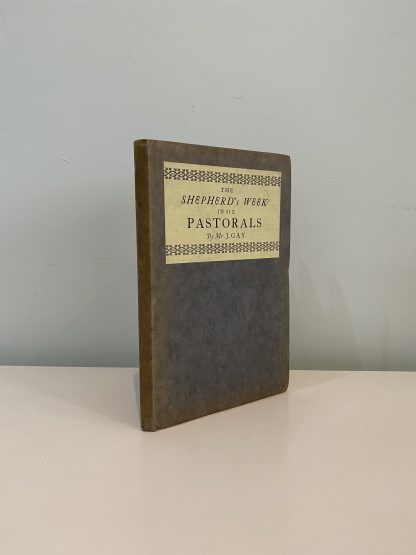 THE
SHEPHERD's WEEK
IN SIX
PASTORALS
By Mr J. GAY